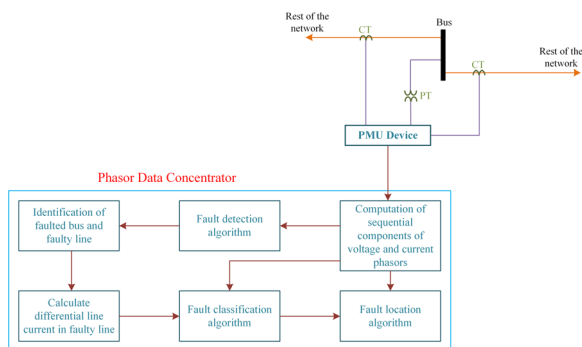 Rest of the
network
CT
Bus
Rest of the
network
CT
PT
PMU Device
Phasor Data Concentrator
Identification of
faulted bus and
faulty line
Fault detection
algorithm
Computation of
sequential
components of
voltage and current
phasors
Calculate
differential line
current in faulty line
Fault classification
algorithm
Fault location
algorithm